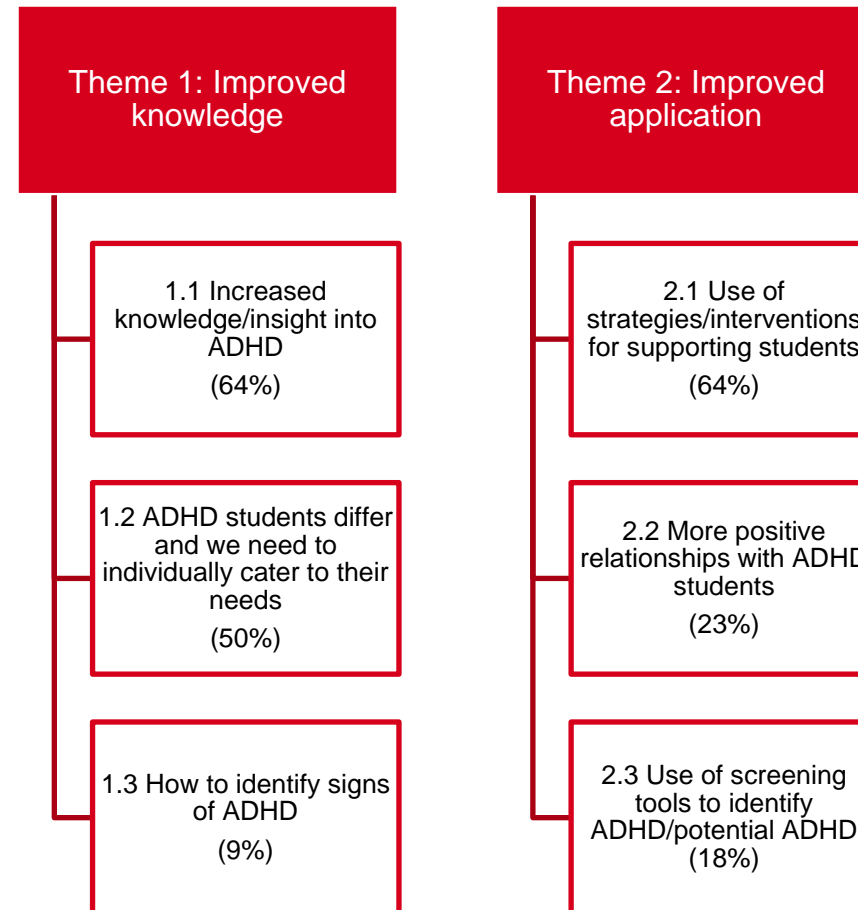 Theme 1: Improved
knowledge
1.1 Increased
knowledge/insight into
ADHD
(64%)
1.2 ADHD students differ
and we need to
individually cater to their
needs
(50%)
1.3 How to identify signs
of ADHD
(9%)
Theme 2: Improved
application
2.1 Use of
strategies/interventions
for supporting students
(64%)
2.2 More positive
relationships with ADHD
students
(23%)
2.3 Use of screening
tools to identify
ADHD/potential ADHD
(18%)